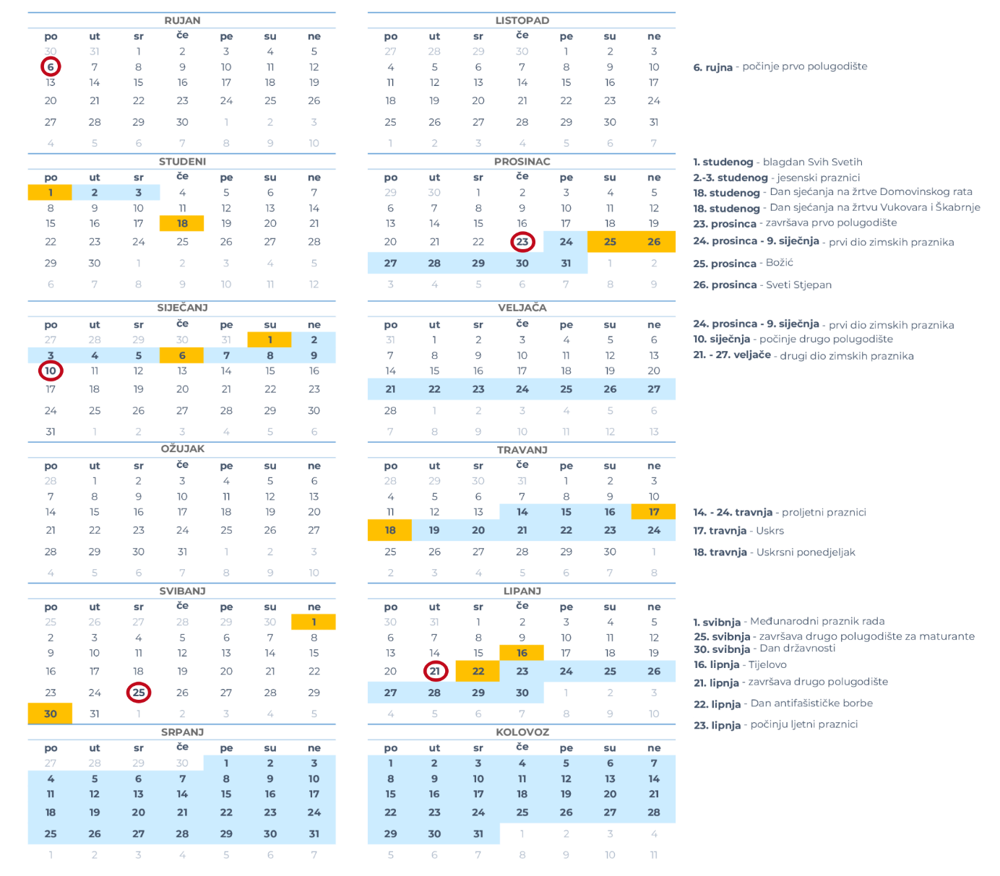 RUJAN
po ut sr če pe su ne
30 31 1 2 3 4 5
6 7 8 9 10 11 12
13 14 15 16 17 18 19
20 21 22 23 24 25 26
27 28 29 30 1 2 3
4 5 6 7 8 9 10
LISTOPAD
po ut sr če pe su ne
27 28 29 30 1 2 3
4 5 6 7 8 9 10
11 12 13 14 15 16 17
18 19 20 21 22 23 24
25 26 27 28 29 30 31
1 2 3 4 5 6 7
6. rujna - počinje prvo polugodište
STUDENI
po ut sr če pe su ne
1 2 3 4 5 6 7
8 9 10 11 12 13 14
15 16 17 18 19 20 21
22 23 24 25 26 27 28
29 30 1 2 3 4 5
6 7 8 9 10 11 12
PROSINAC
po ut sr če pe su ne
29 30 1 2 3 4 5
6 7 8 9 10 11 12
13 14 15 16 17 18 19
20 21 22 23 24 25 26
27 28 29 30 31 1 2
3 4 5 6 7 8 9
1. studenog - blagdan Svih Svetih
2.-3. studenog - jesenski praznici
18. studenog - Dan sjećanja na žrtve Domovinskog rata
18. studenog - Dan sjećanja na žrtvu Vukovara i Škabrnje
23. prosinca - završava prvo polugodište
24. prosinca - 9. siječnja - prvi dio zimskih praznika
25. prosinca - Božić
26. prosinca - Sveti Stjepan
SIJEČANJ
po ut sr če pe su ne
27 28 29 30 31 1 2
3 4 5 6 7 8 9
10 11 12 13 14 15 16
17 18 19 20 21 22 23
24 25 26 27 28 29 30
31 1 2 3 4 5 6
VELJAČA
po ut sr če pe su ne
31 1 2 3 4 5 6
7 8 9 10 11 12 13
14 15 16 17 18 19 20
21 22 23 24 25 26 27
28 1 2 3 4 5 6
7 8 9 10 11 12 13
24. prosinca - 9. siječnja - prvi dio zimskih praznika
10. siječnja - počinje drugo polugodište
21. - 27. veljače - drugi dio zimskih praznika
OŽUJAK
po ut sr če pe su ne
28 1 2 3 4 5 6
7 8 9 10 11 12 13
14 15 16 17 18 19 20
21 22 23 24 25 26 27
28 29 30 31 1 2 3
4 5 6 7 8 9 10
TRAVANJ
po ut sr če pe su ne
28 29 30 31 1 2 3
4 5 6 7 8 9 10
11 12 13 14 15 16 17
18 19 20 21 22 23 24
25 26 27 28 29 30 1
2 3 4 5 6 7 8
14. - 24. travnja - proljetni praznici
17. travnja - Uskrs
18. travnja - Uskrsni ponedjeljak
SVIBANJ
po ut sr če pe su ne
25 26 27 28 29 30 1
2 3 4 5 6 7 8
9 10 11 12 13 14 15
16 17 18 19 20 21 22
23 24 25 26 27 28 29
30 31 1 2 3 4 5
LIPANJ
po ut sr če pe su ne
30 31 1 2 3 4 5
6 7 8 9 10 11 12
13 14 15 16 17 18 19
20 21 22 23 24 25 26
27 28 29 30 1 2 3
4 5 6 7 8 9 10
1. svibnja - Međunarodni praznik rada
25. svibnja - završava drugo polugodište za maturante
30. svibnja - Dan državnosti
16. lipnja - Tijelovo
21. lipnja - završava drugo polugodište
22. lipnja - Dan antifašističke borbe
23. lipnja - počinju ljetni praznici
SRPANJ
po ut sr če pe su ne
27 28 29 30 1 2 3
4 5 6 7 8 9 10
11 12 13 14 15 16 17
18 19 20 21 22 23 24
25 26 27 28 29 30 31
1 2 3 4 5 6 7
KOLOVOZ
po ut sr če pe su ne
1 2 3 4 5 6 7
8 9 10 11 12 13 14
15 16 17 18 19 20 21
22 23 24 25 26 27 28
29 30 31 1 2 3 4
5 6 7 8 9 10 11